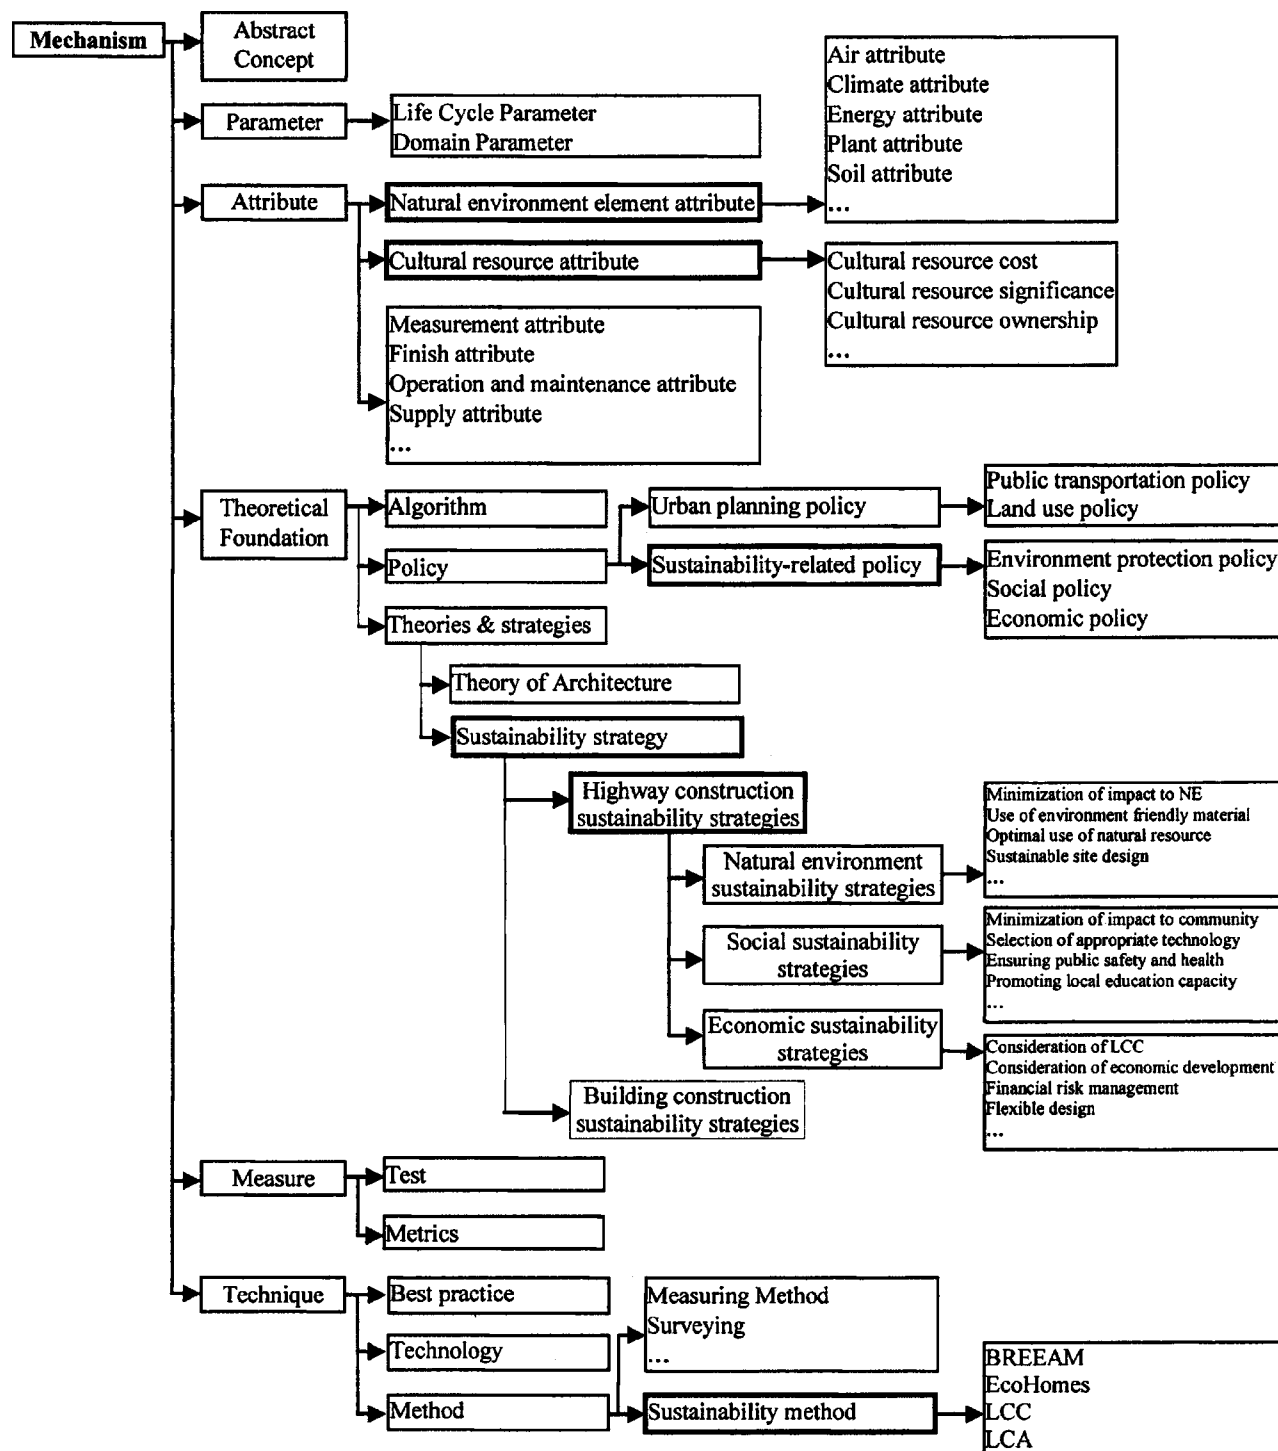 Mechanism
Abstract
Concept
Parameter
Life Cycle Parameter
Domain Parameter
Attribute
Natural environment element attribute
Air attribute
Climate attribute
Energy attribute
Plant attribute
Soil attribute
...
Cultural resource attribute
Cultural resource cost
Cultural resource significance
Cultural resource ownership
...
Measurement attribute
Finish attribute
Operation and maintenance attribute
Supply attribute
...
Theoretical
Foundation
Algorithm
Policy
Urban planning policy
Public transportation policy
Land use policy
Sustainability-related policy
Environment protection policy
Social policy
Economic policy
Theories & strategies
Theory of Architecture
Sustainability strategy
Highway construction
sustainability strategies
Natural environment
sustainability strategies
Minimization of impact to NE
Use of environment friendly material
Optimal use of natural resource
Sustainable site design
...
Social sustainability
strategies
Minimization of impact to community
Selection of appropriate technology
Ensuring public safety and health
Promoting local education capacity
...
Economic sustainability
strategies
Consideration of LCC
Consideration of economic development
Financial risk management
Flexible design
...
Building construction
sustainability strategies
Measure
Test
Metrics
Technique
Best practice
Technology
Method
Measuring Method
Surveying
...
Sustainability method
BREEAM
EcoHomes
LCC
LCA